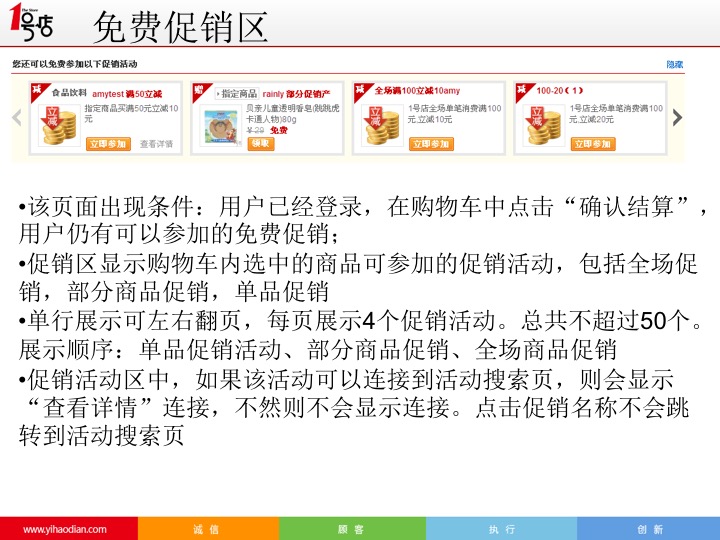 The Store
1号店
免费促销区
您还可以免费参加以下促销活动
隐藏
减
食品饮料 amytest 满50立减
立减
指定商品买满50元立减10元
立即参加 查看详情
赠
指定商品 rainly 部分促销产
贝亲儿童透明香皂(跳跳虎卡通人物)80g
¥ 29 免费
领取
减
全场满100立减10amy
立减
1号店全场单笔消费满100元,立减10元
立即参加
减
100-20（1）
立减
1号店全场单笔消费满100元,立减20元
立即参加
•该页面出现条件：用户已经登录，在购物车中点击“确认结算”，
用户仍有可以参加的免费促销；
•促销区显示购物车内选中的商品可参加的促销活动，包括全场促
销，部分商品促销，单品促销
•单行展示可左右翻页，每页展示4个促销活动。总共不超过50个。
展示顺序：单品促销活动、部分商品促销、全场商品促销
•促销活动区中，如果该活动可以连接到活动搜索页，则会显示
“查看详情”连接，不然则不会显示连接。点击促销名称不会跳
转到活动搜索页
www.yihaodian.com 诚 信 顾 客 执 行 创 新